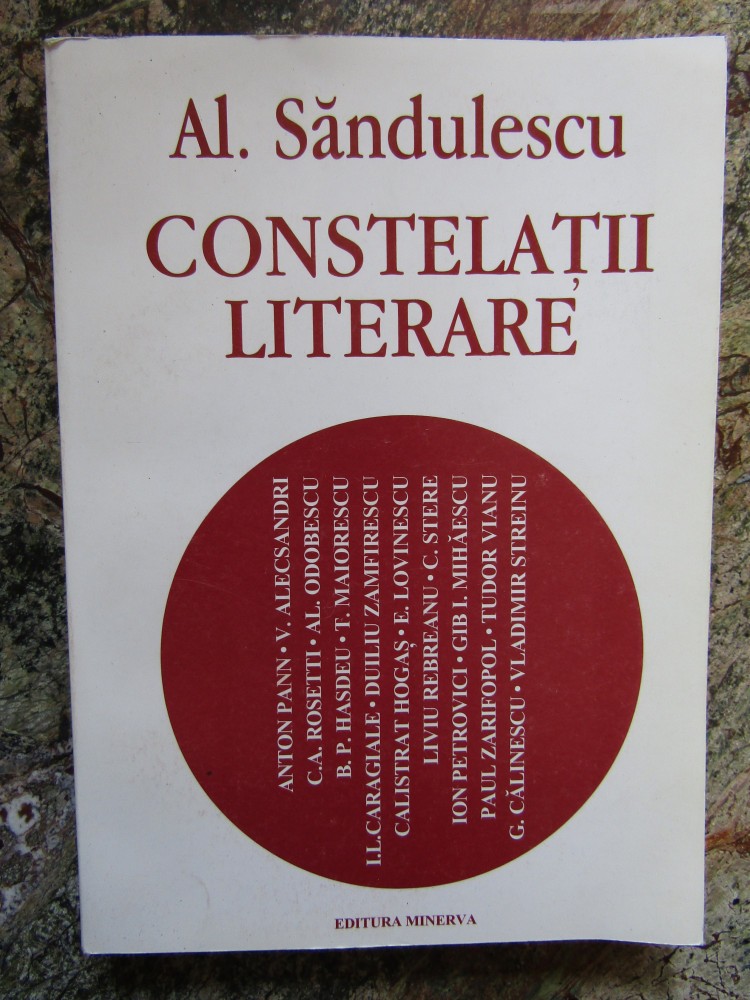 Al. Săndulescu
CONSTELAȚII
LITERARE
ANTON PANN • V. ALECSANDRI
C.A. ROSETTI • AL. ODOBESCU
B. P. HASDEU • T. MAIORESCU
I.L.CARAGIALE • DUILIU ZAMFIRESCU
CALISTRAT HOGAȘ • E. LOVINESCU
LIVIU REBREANU • C. STERE
ION PETROVICI • GIB I. MIHĂESCU
PAUL ZARIFOPOL • TUDOR VIANU
G. CĂLINESCU • VLADIMIR STREINU
EDITURA MINERVA